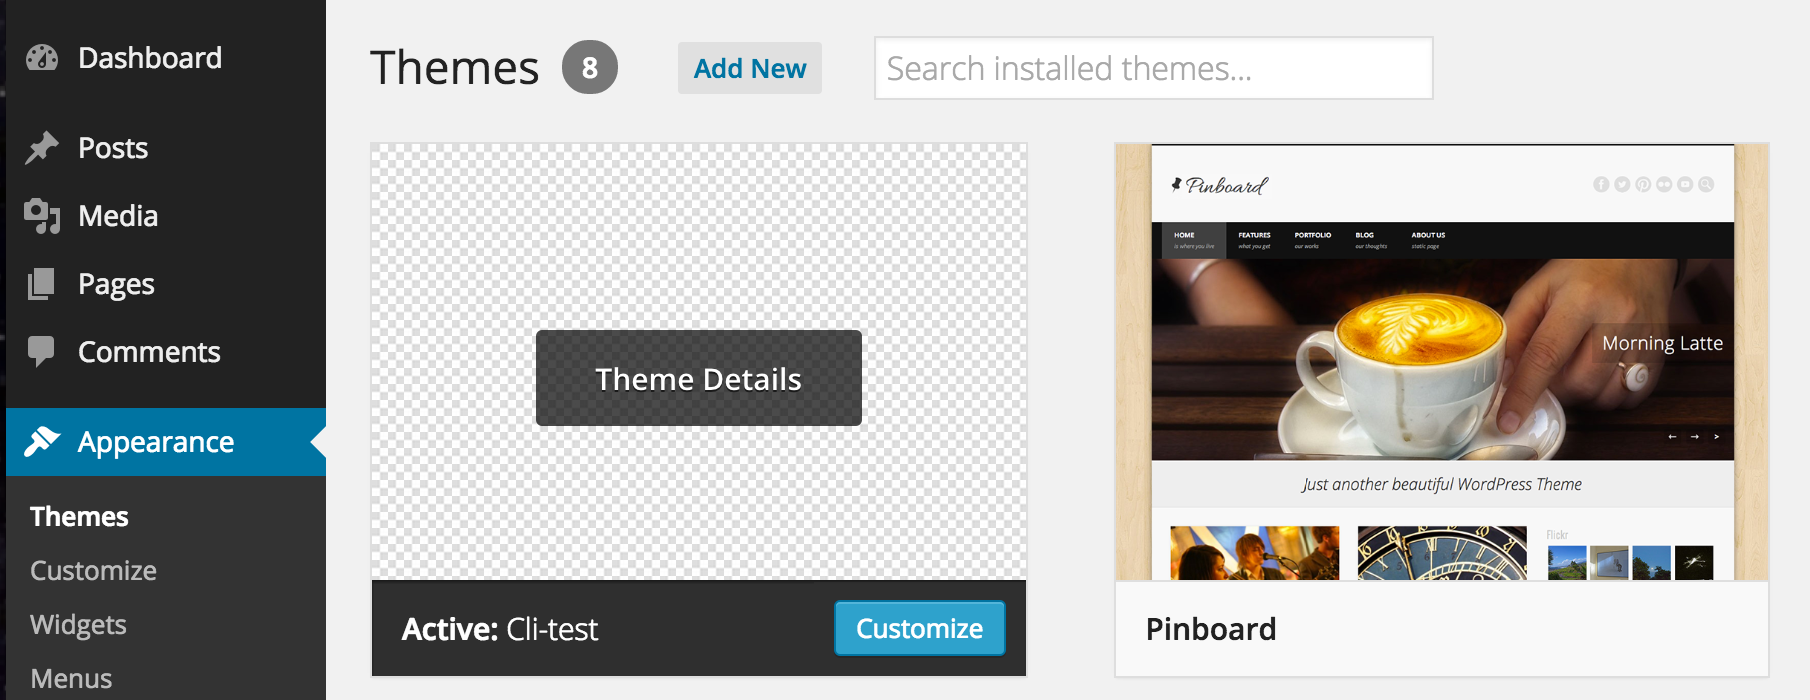 Dashboard
Posts
Media
Pages
Comments
Appearance
Themes
Customize
Widgets
Menus
Themes 8 Add New Search installed themes...
Theme Details
Active: Cli-test Customize
Pinboard
HOME FEATURES PORTFOLIO BLOG ABOUT US
is where you live what you get our works our thoughts static page
Morning Latte
Just another beautiful WordPress Theme
Flickr
Pinboard